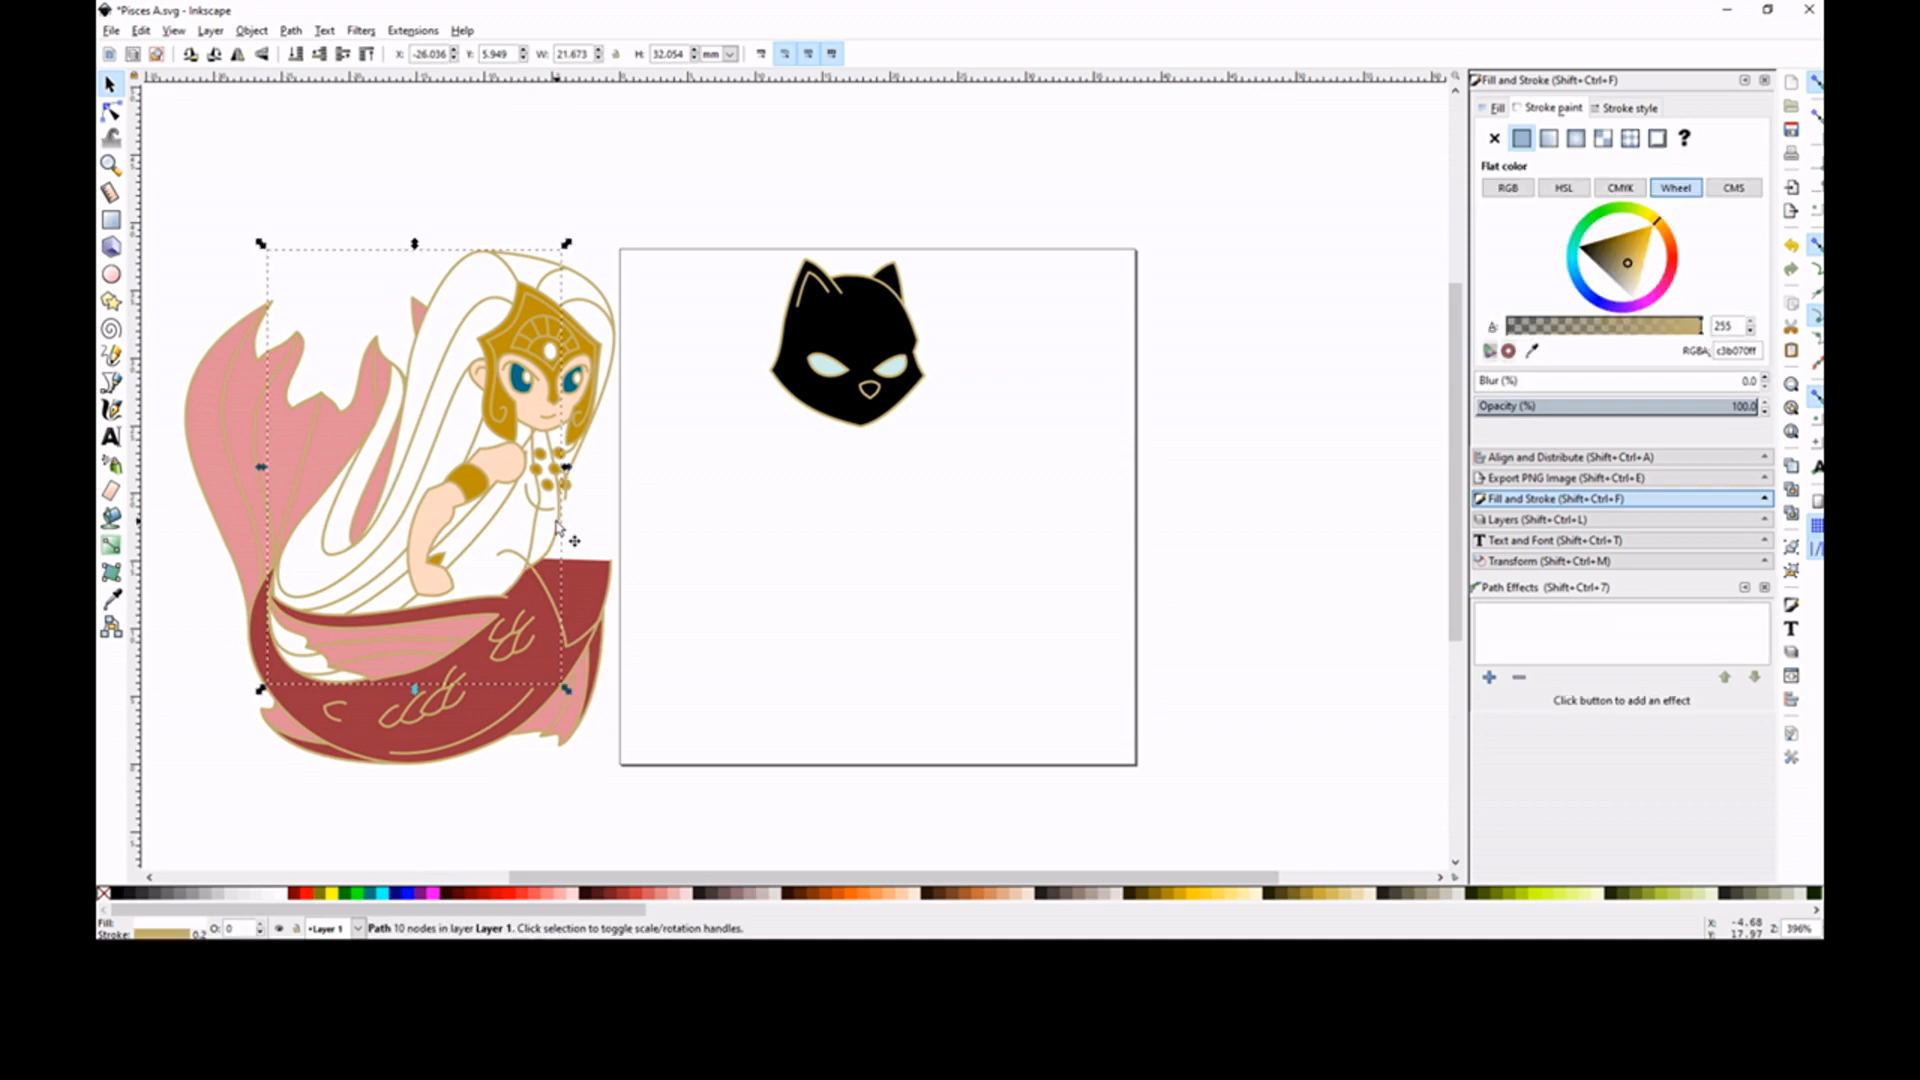 *Pisces A.svg - Inkscape
File Edit View Layer Object Path Text Filters Extensions Help
X: -26.036 Y: 5.949 W: 21.673 H: 32.054 mm
Fill and Stroke (Shift+Ctrl+F)
Fill Stroke paint Stroke style
?
Flat color
RGB HSL CMYK Wheel CMS
A: 255
RGBA: c3b070ff
Blur (%) 0.0
Opacity (%) 100.0
Align and Distribute (Shift+Ctrl+A)
Export PNG Image (Shift+Ctrl+E)
Fill and Stroke (Shift+Ctrl+F)
Layers (Shift+Ctrl+L)
Text and Font (Shift+Ctrl+T)
Transform (Shift+Ctrl+M)
Path Effects (Shift+Ctrl+7)
Click button to add an effect
Fill:
Stroke: 0.2
O: 0
•Layer 1
Path 10 nodes in layer Layer 1. Click selection to toggle scale/rotation handles.
X: -4.68
Y: 17.97
Z: 396%